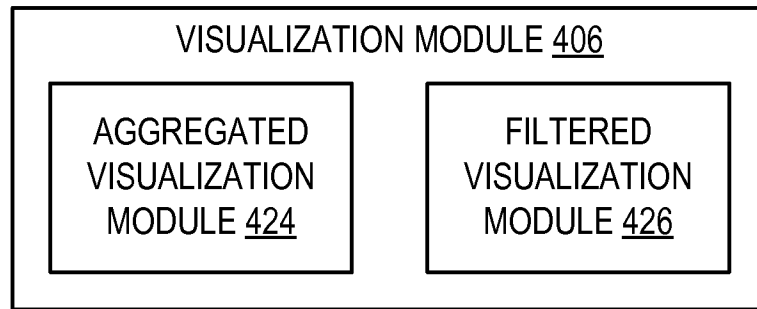 VISUALIZATION MODULE 406
AGGREGATED
VISUALIZATION
MODULE 424
FILTERED
VISUALIZATION
MODULE 426